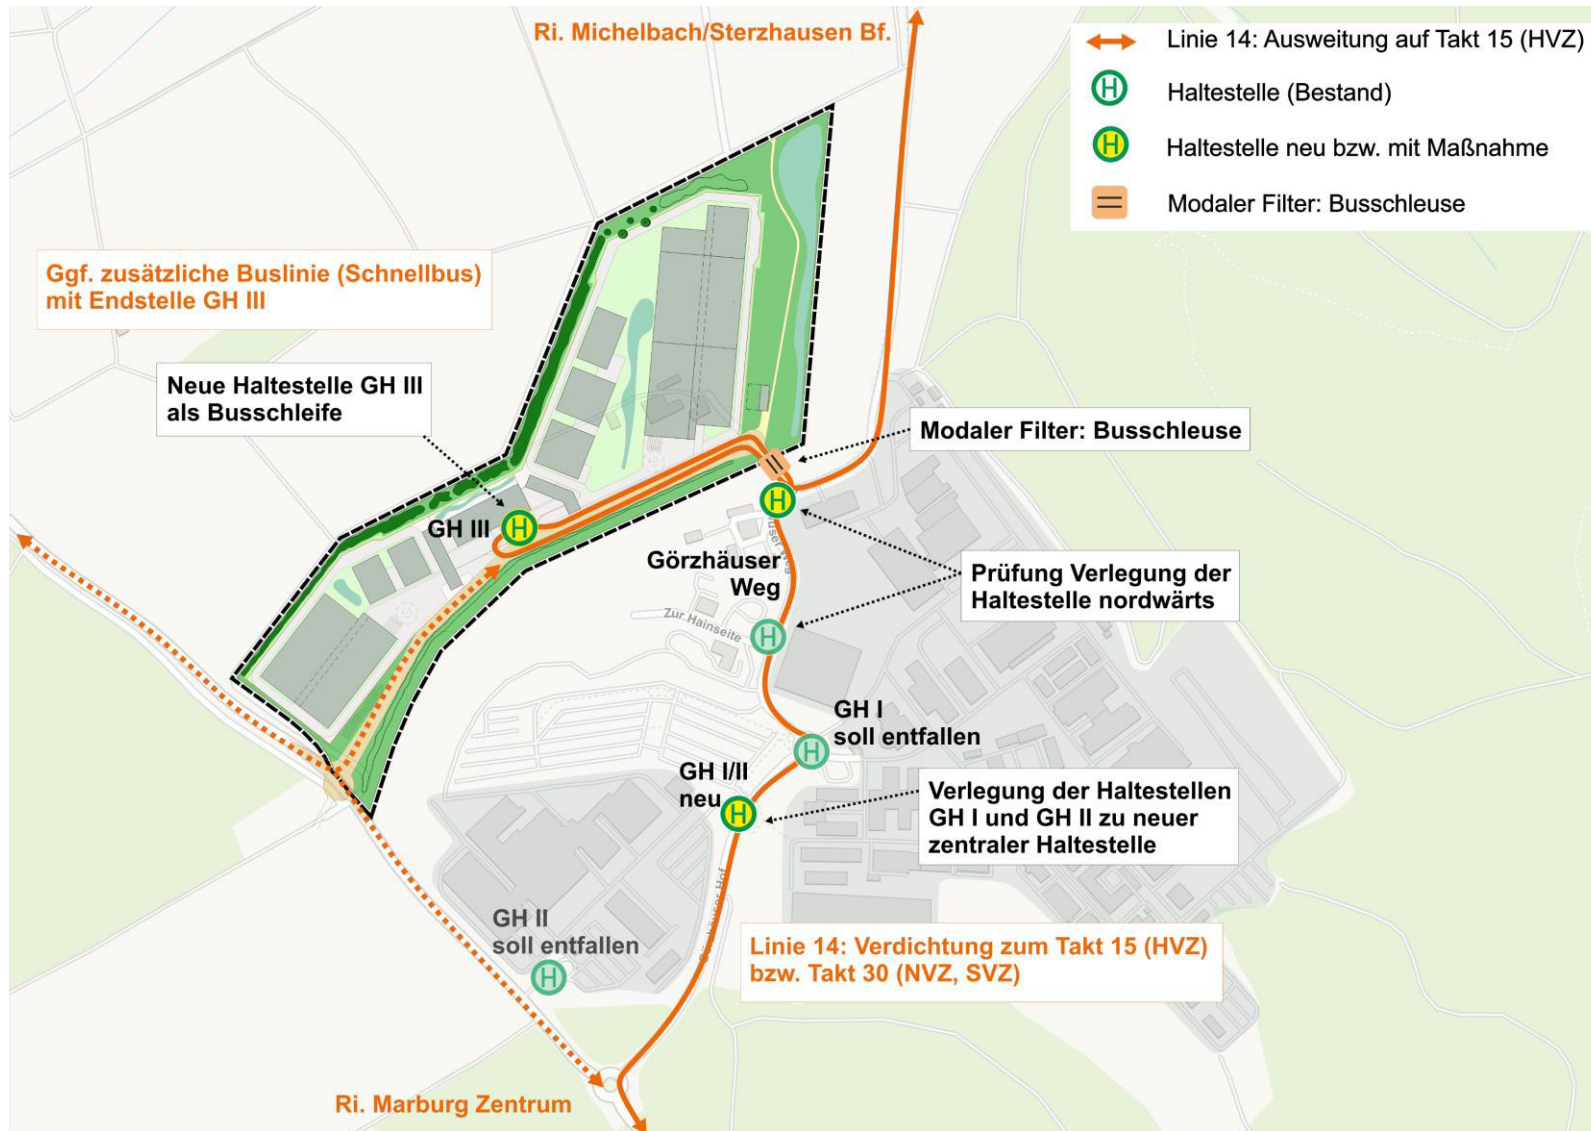 Ri. Michelbach/Sterzhausen Bf.
Linie 14: Ausweitung auf Takt 15 (HVZ)
H
Haltestelle (Bestand)
H
Haltestelle neu bzw. mit Maßnahme
Modaler Filter: Busschleuse
Ggf. zusätzliche Buslinie (Schnellbus)
mit Endstelle GH III
Neue Haltestelle GH III
als Busschleife
Modaler Filter: Busschleuse
H
GH III
H
Görzhäuser
Weg
Prüfung Verlegung der
Haltestelle nordwärts
Zur Hainseite
H
GH I
soll entfallen
H
GH I/II
neu
H
Verlegung der Haltestellen
GH I und GH II zu neuer
zentraler Haltestelle
GH II
soll entfallen
H
Hof
Linie 14: Verdichtung zum Takt 15 (HVZ)
bzw. Takt 30 (NVZ, SVZ)
Ri. Marburg Zentrum